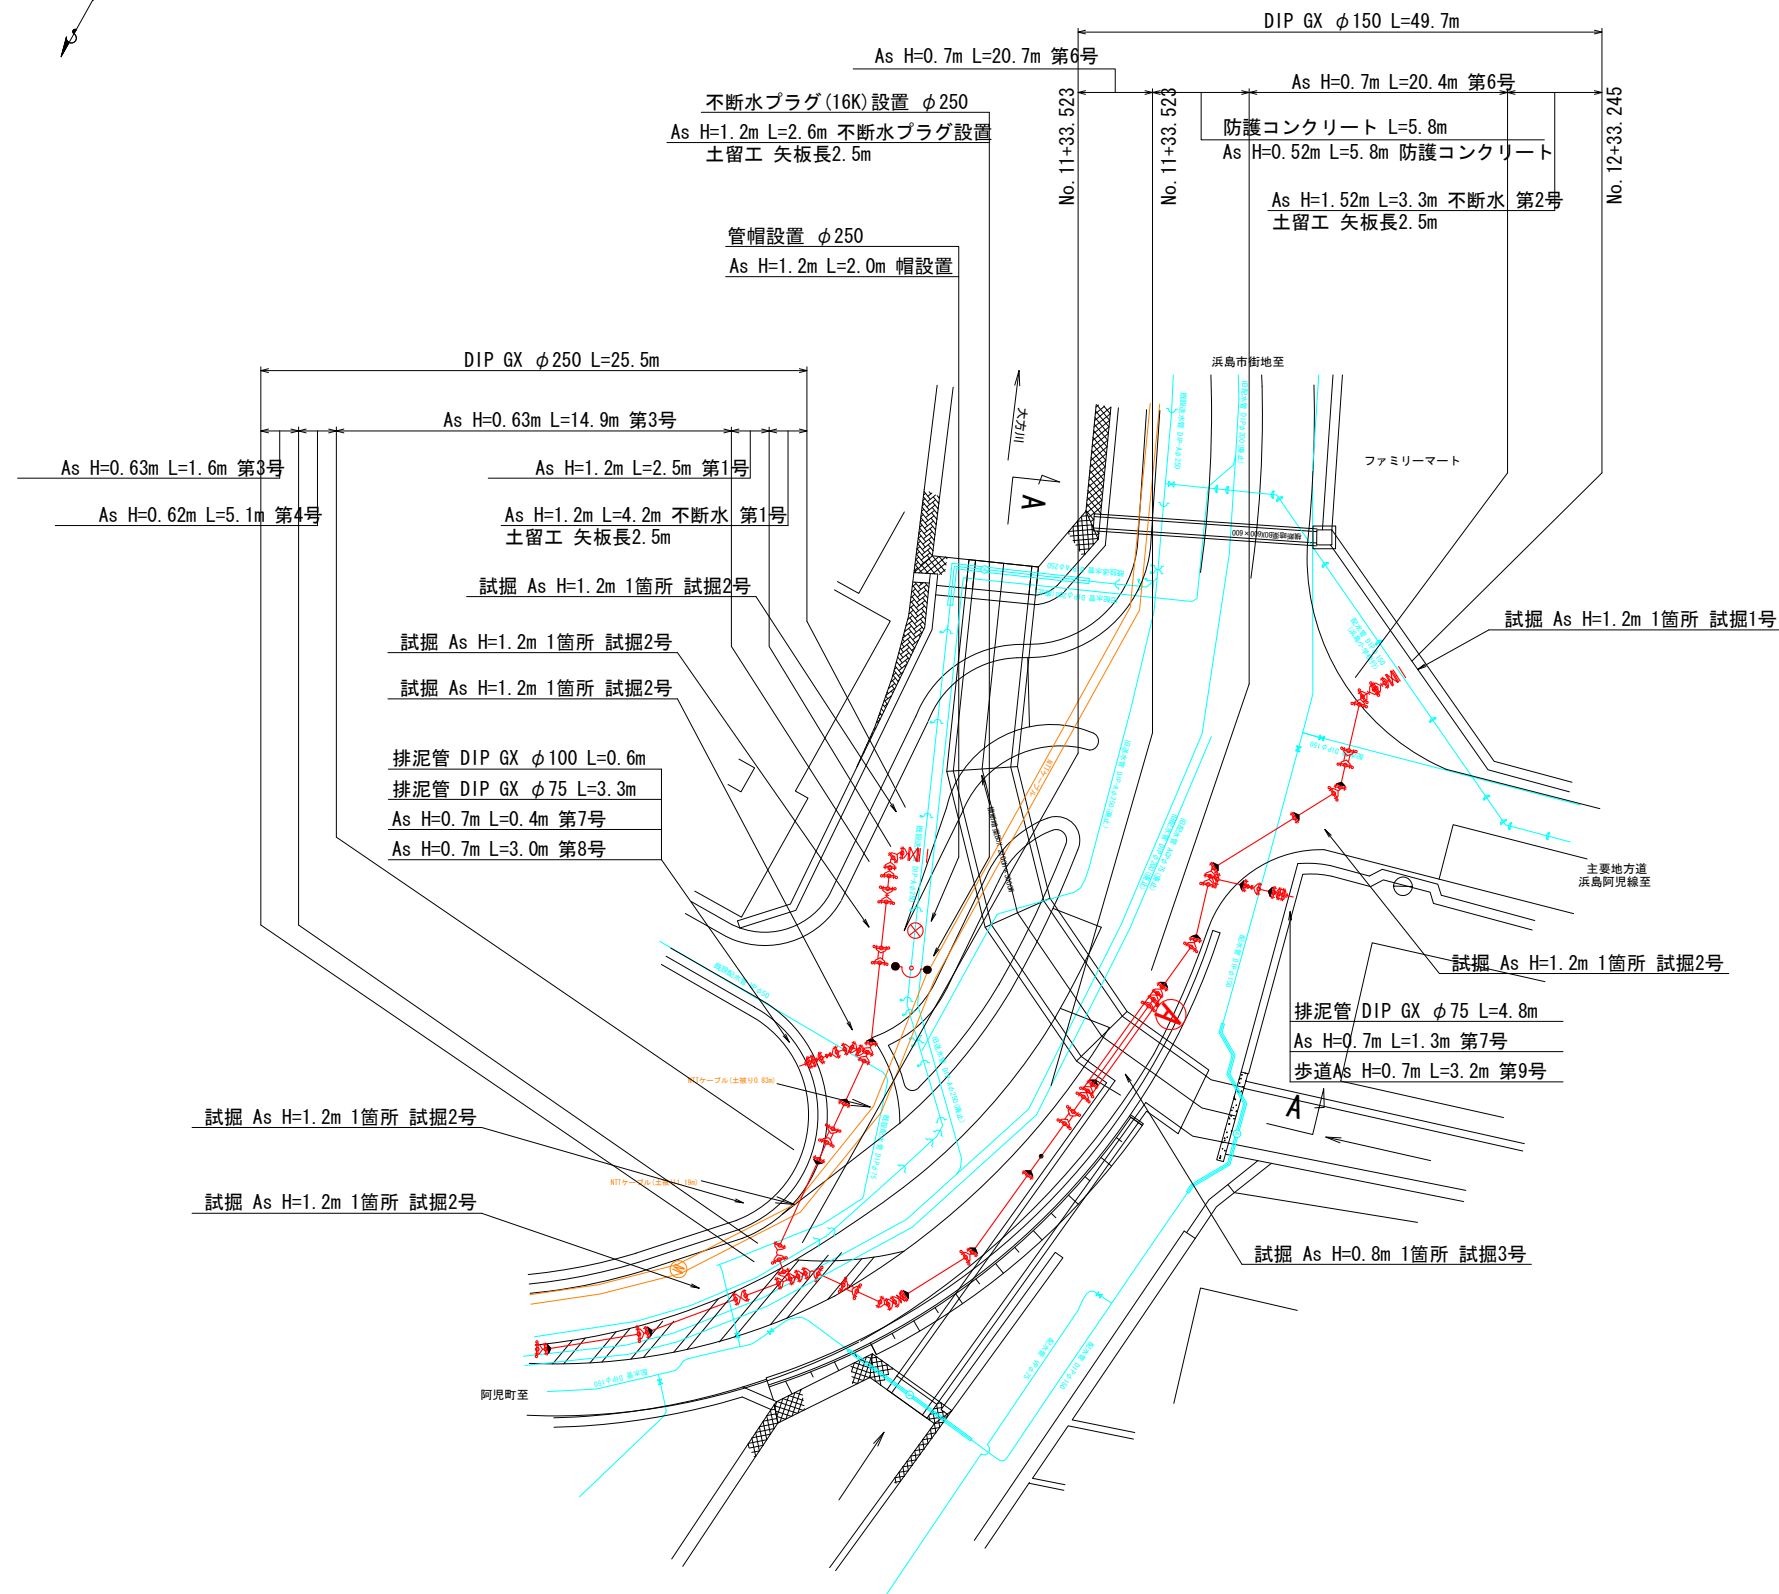 DIP GX φ150 L=49.7m
As H=0.7m L=20.7m 第6号
As H=0.7m L=20.4m 第6号
不断水プラグ(16K)設置 φ250
As H=1.2m L=2.6m 不断水プラグ設置
土留工 矢板長2.5m
No.11+33.523
No.11+33.523
防護コンクリート L=5.8m
As H=0.52m L=5.8m 防護コンクリート
No.12+33.245
As H=1.52m L=3.3m 不断水 第2号
土留工 矢板長2.5m
管帽設置 φ250
As H=1.2m L=2.0m 帽設置
DIP GX φ250 L=25.5m
浜島市街地至
As H=0.63m L=14.9m 第3号
大方川
As H=0.63m L=1.6m 第3号
As H=1.2m L=2.5m 第1号
ファミリーマート
A
As H=0.62m L=5.1m 第4号
As H=1.2m L=4.2m 不断水 第1号
土留工 矢板長2.5m
試掘 As H=1.2m 1箇所 試掘2号
試掘 As H=1.2m 1箇所 試掘1号
試掘 As H=1.2m 1箇所 試掘2号
試掘 As H=1.2m 1箇所 試掘2号
排泥管 DIP GX φ100 L=0.6m
排泥管 DIP GX φ75 L=3.3m
As H=0.7m L=0.4m 第7号
As H=0.7m L=3.0m 第8号
主要地方道
浜島阿児線至
試掘 As H=1.2m 1箇所 試掘2号
排泥管 DIP GX φ75 L=4.8m
As H=0.7m L=1.3m 第7号
歩道As H=0.7m L=3.2m 第9号
A
A
NTTケーブル(土被り0.83m)
試掘 As H=1.2m 1箇所 試掘2号
試掘 As H=1.2m 1箇所 試掘2号
試掘 As H=0.8m 1箇所 試掘3号
阿児町至